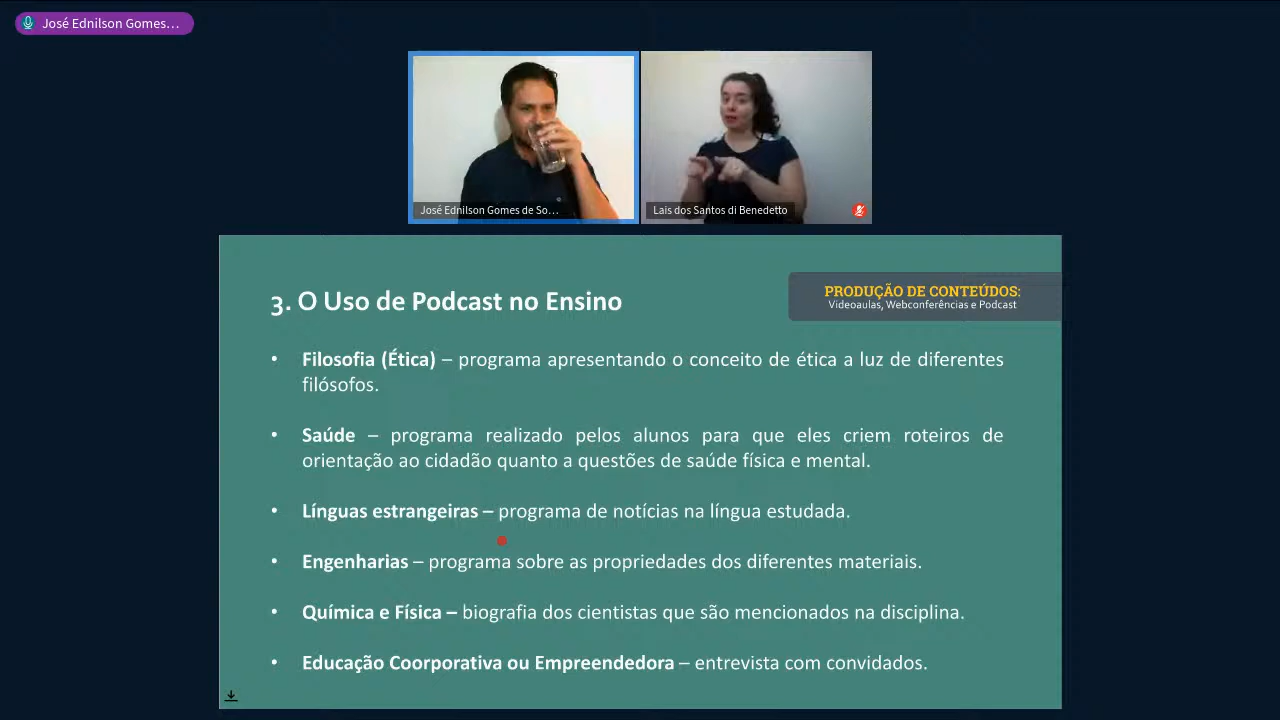 José Ednilson Gomes…
José Ednilson Gomes de So…
Lais dos Santos di Benedetto
3. O Uso de Podcast no Ensino
PRODUÇÃO DE CONTEÚDOS:
Videoaulas, Webconferências e Podcast
• Filosofia (Ética) – programa apresentando o conceito de ética a luz de diferentes
filósofos.
• Saúde – programa realizado pelos alunos para que eles criem roteiros de
orientação ao cidadão quanto a questões de saúde física e mental.
• Línguas estrangeiras – programa de notícias na língua estudada.
• Engenharias – programa sobre as propriedades dos diferentes materiais.
• Química e Física – biografia dos cientistas que são mencionados na disciplina.
• Educação Coorporativa ou Empreendedora – entrevista com convidados.